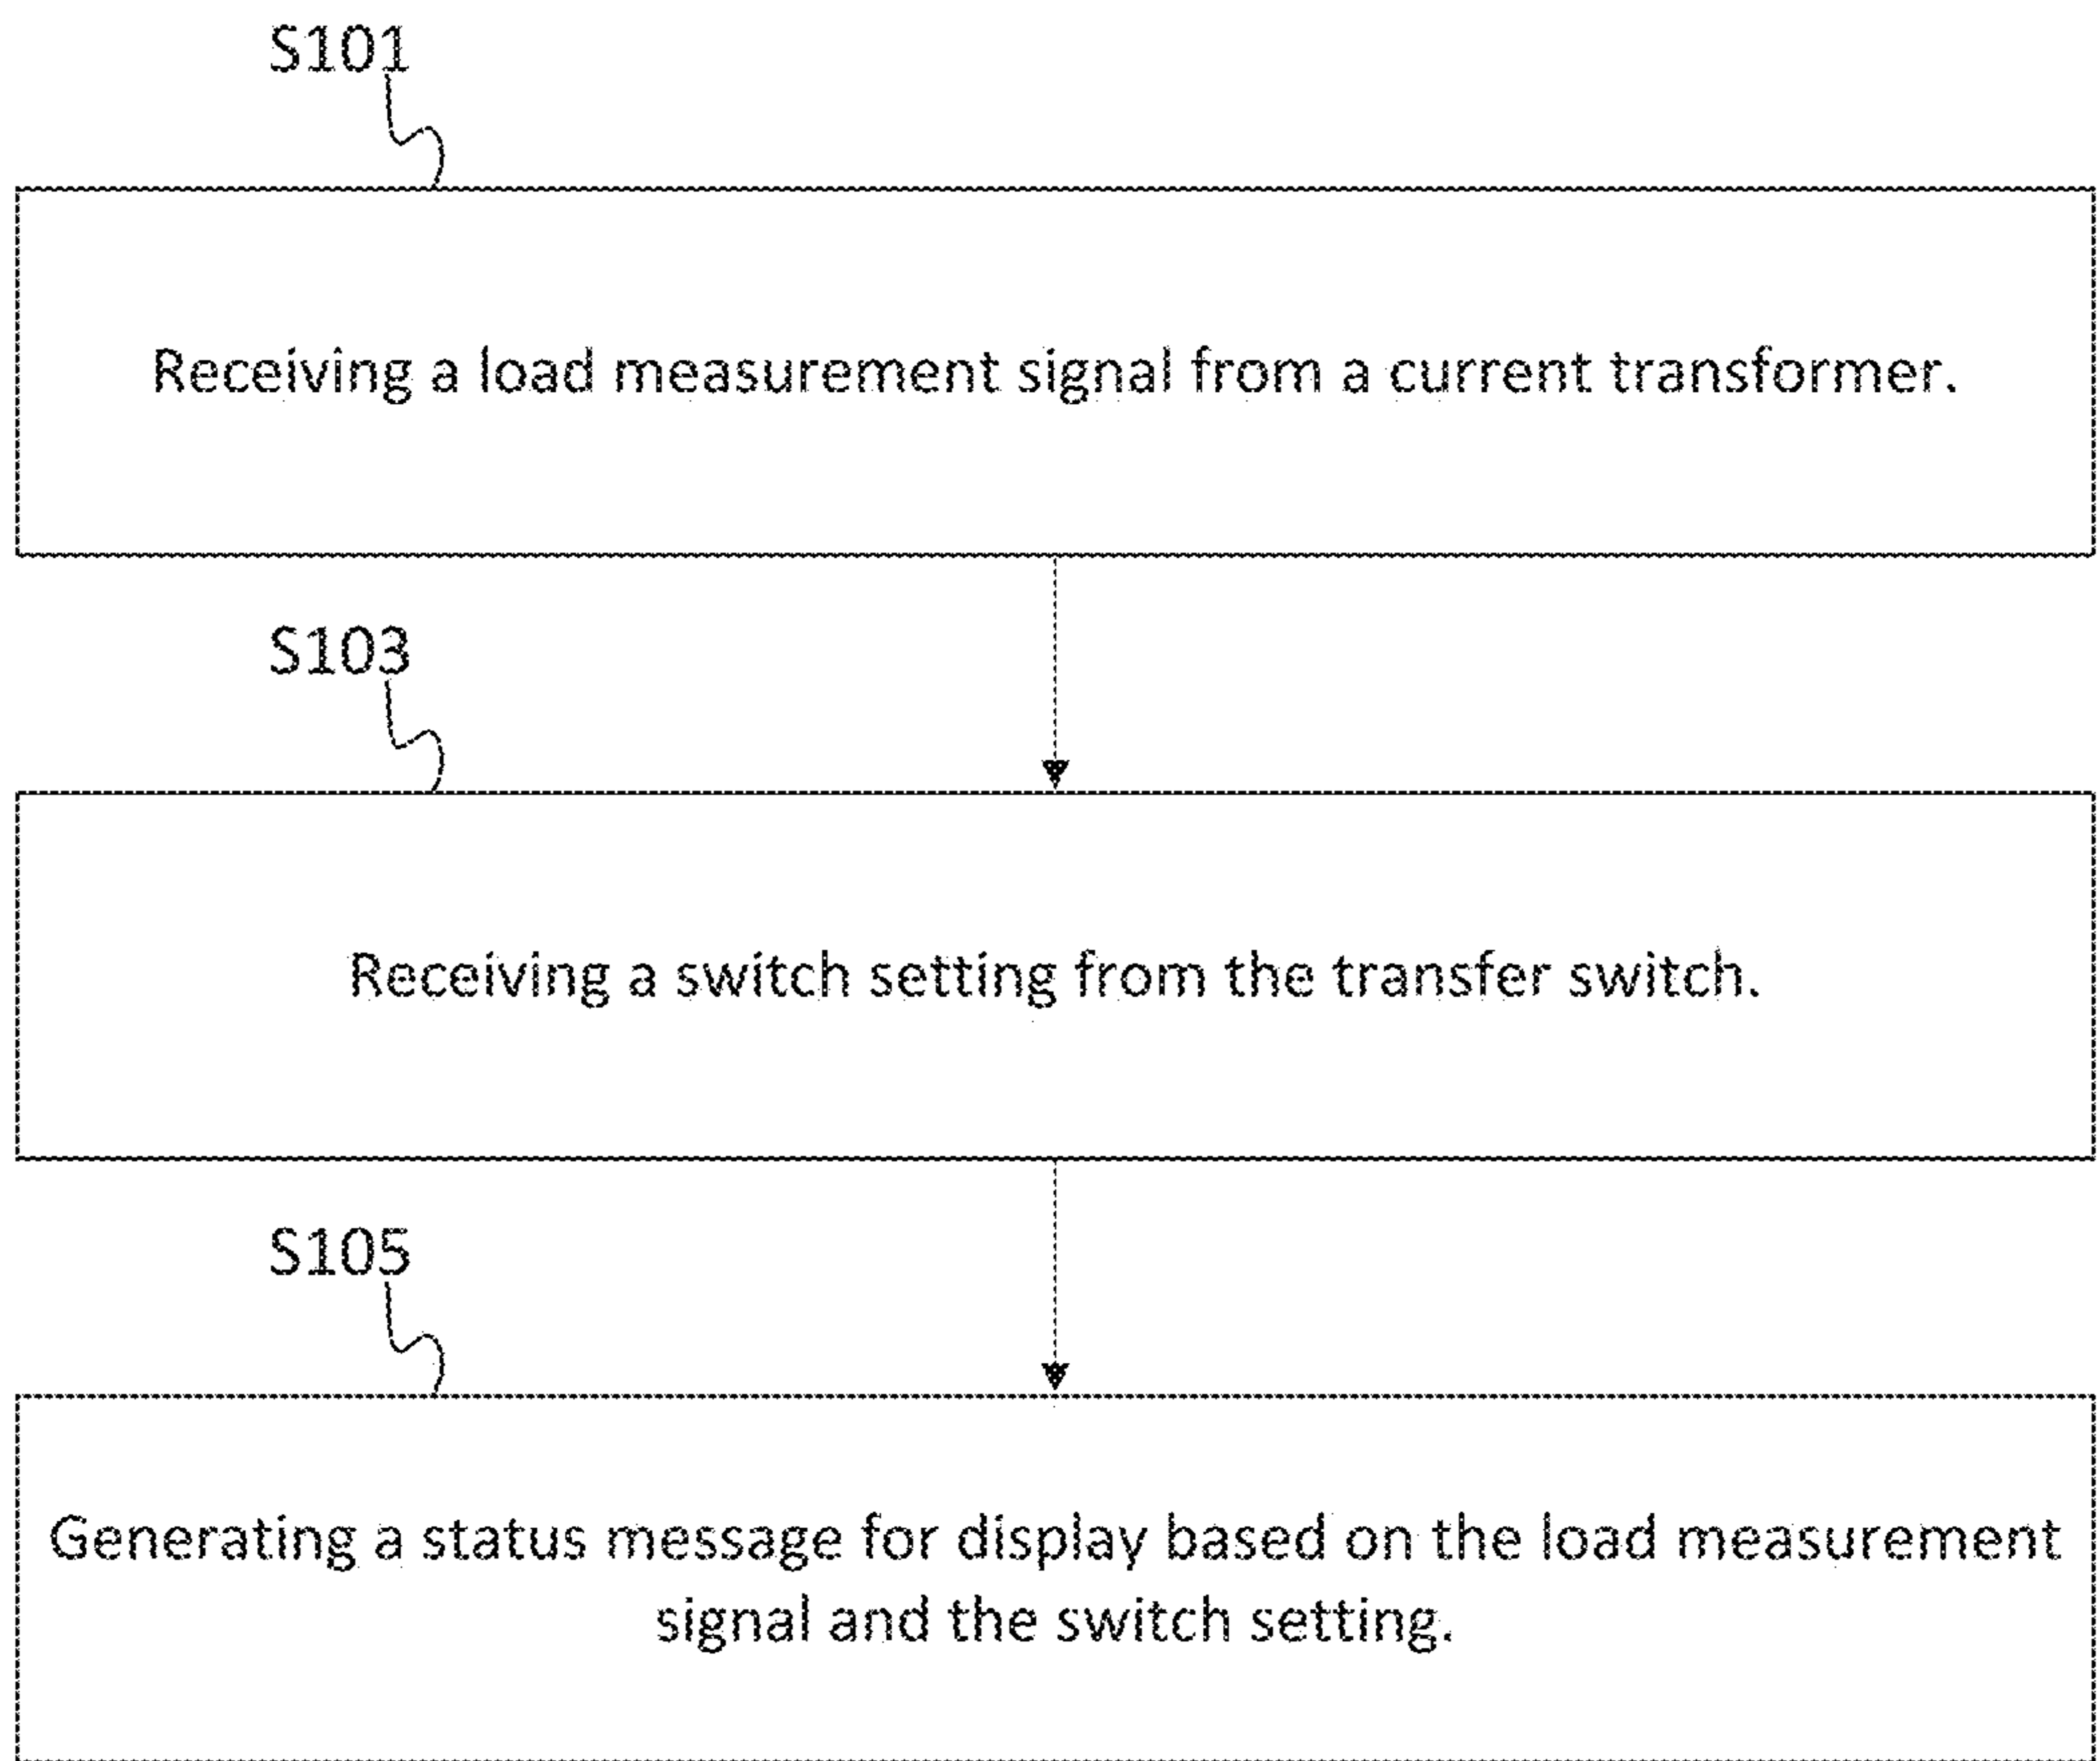 S101
Receiving a load measurement signal from a current transformer.
S103
Receiving a switch setting from the transfer switch.
S105
Generating a status message for display based on the load measurement
signal and the switch setting.